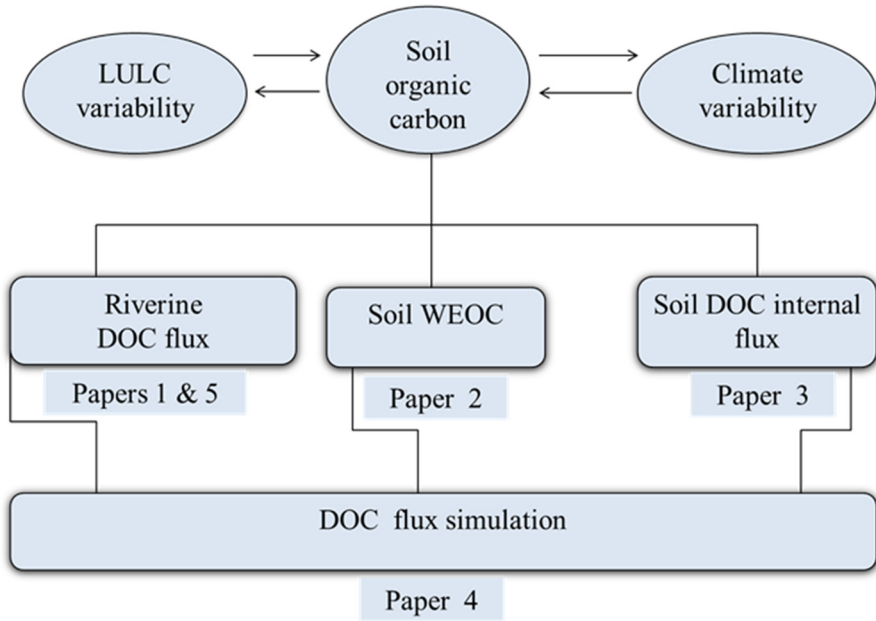 LULC
variability
Soil
organic
carbon
Climate
variability
Riverine
DOC flux
Soil WEOC
Soil DOC internal
flux
Papers 1 & 5
Paper 2
Paper 3
DOC flux simulation
Paper 4